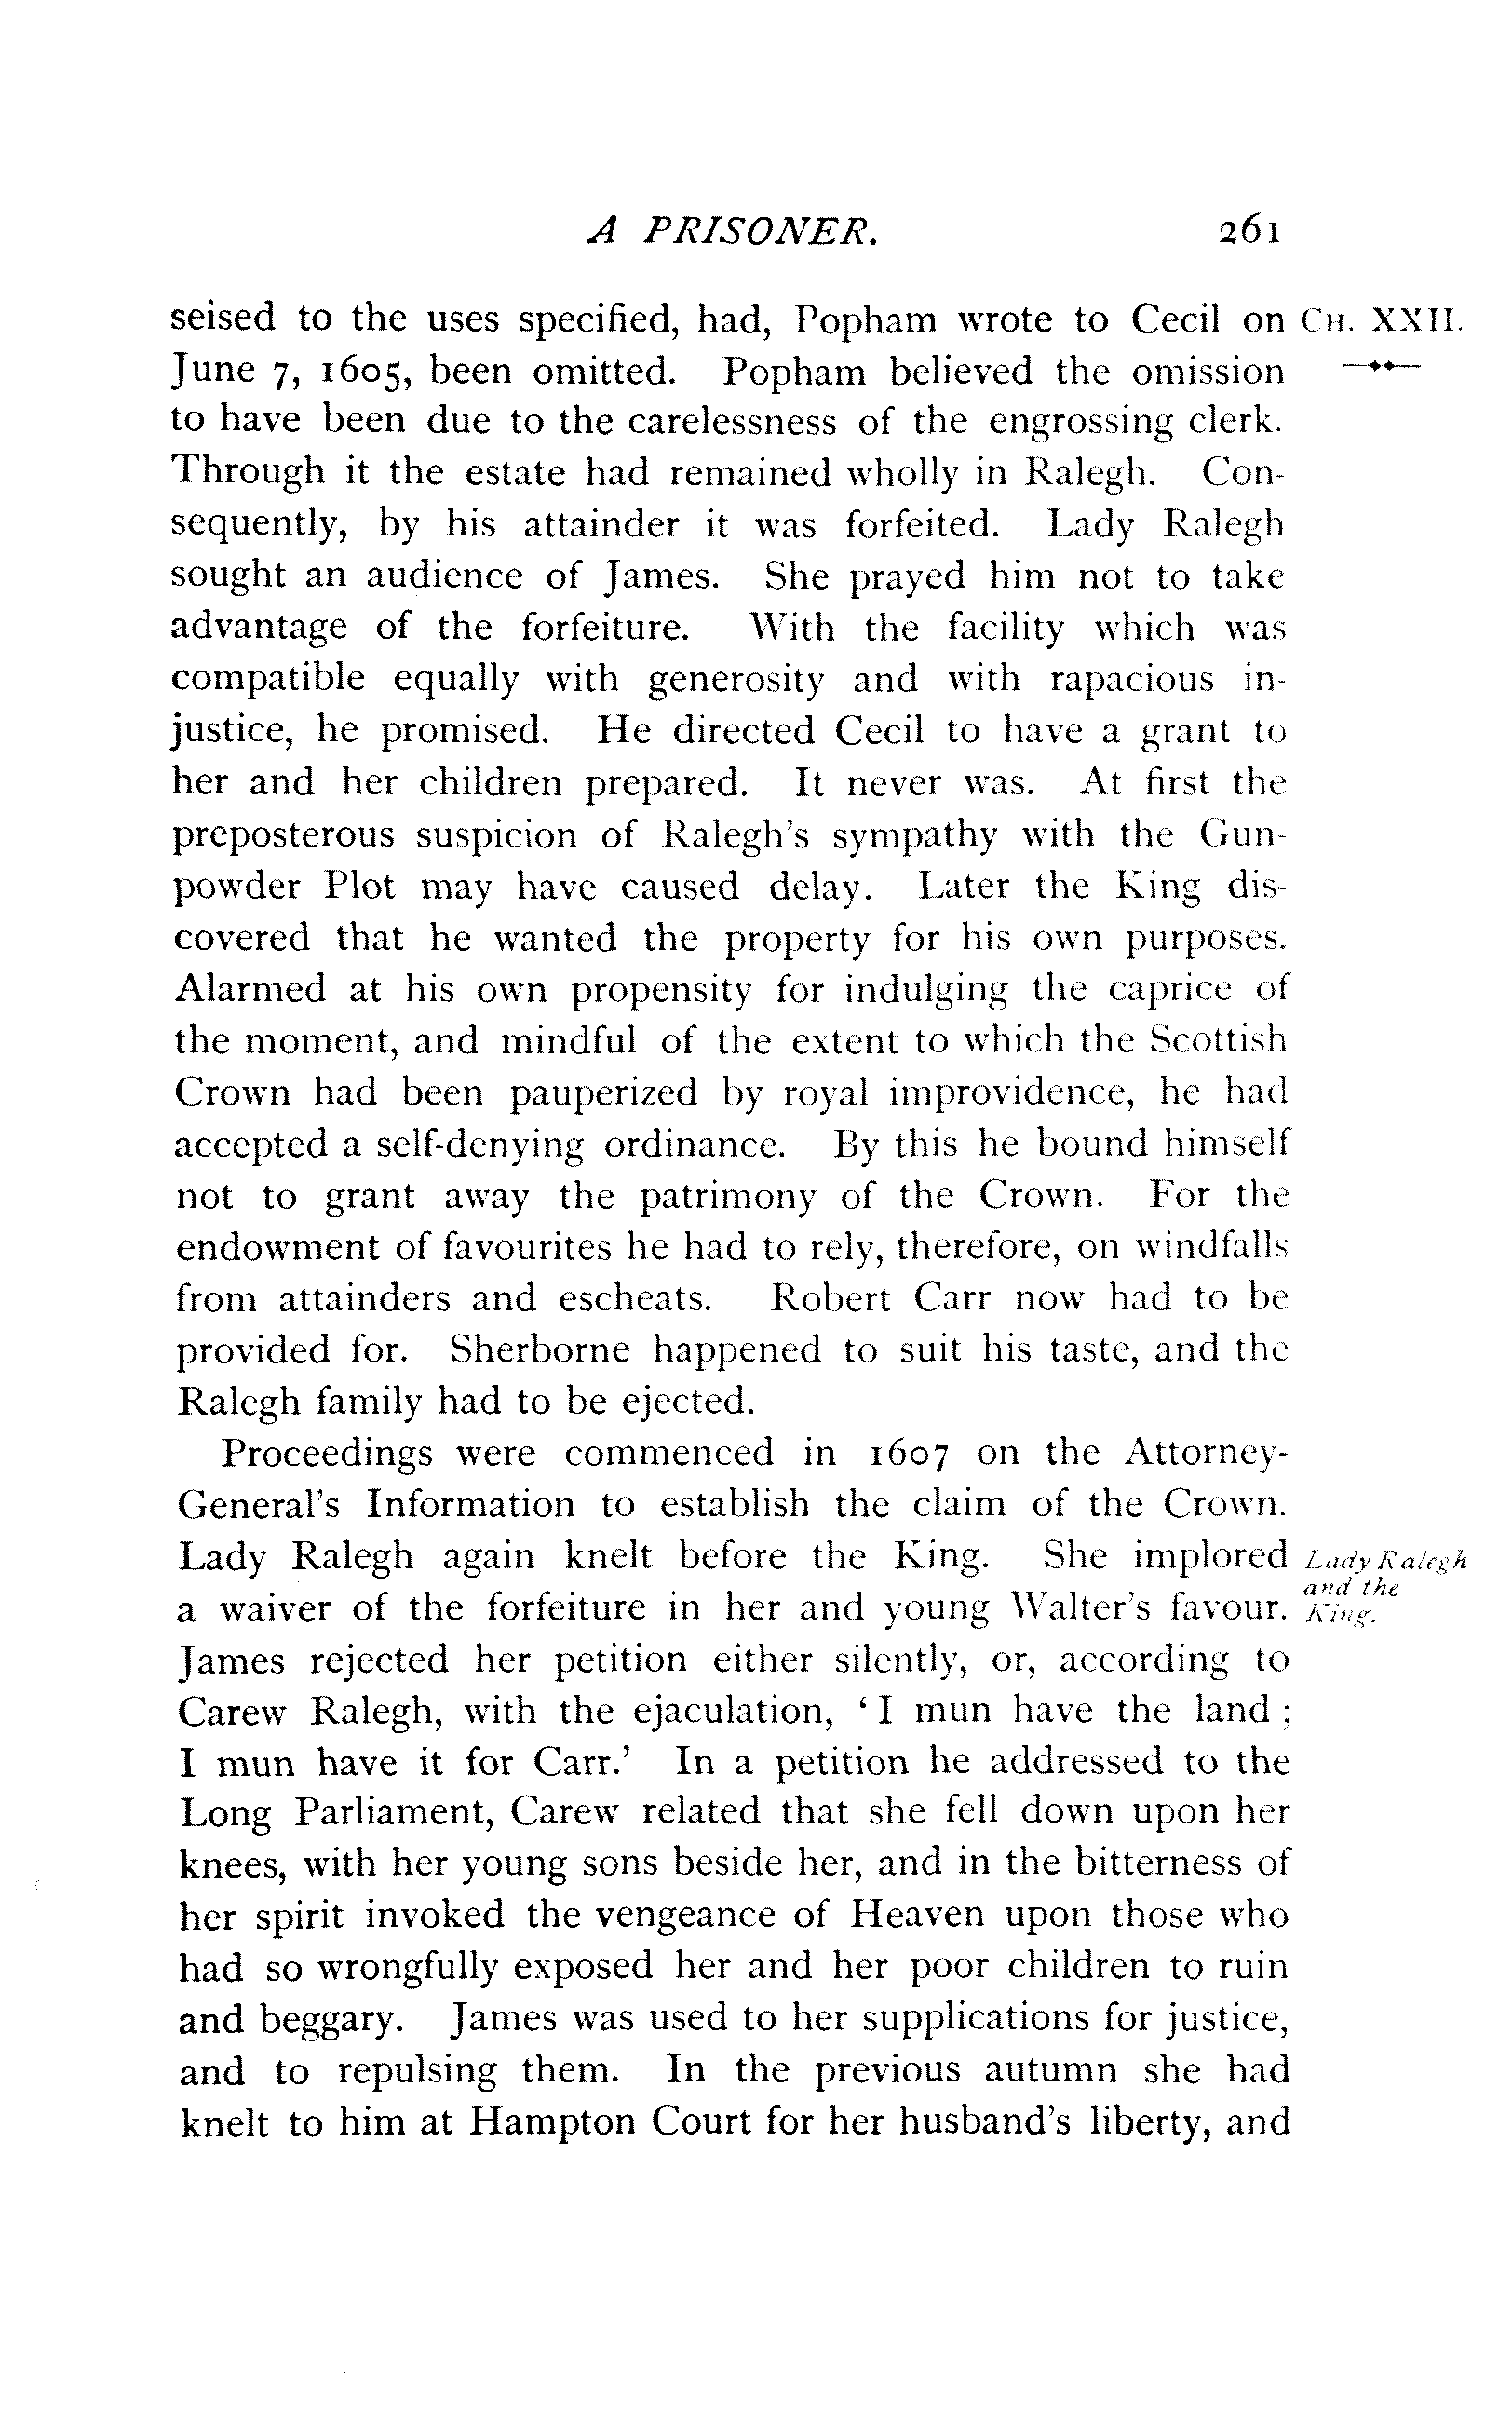 A PRISONER. 261
seised to the uses specified, had, Popham wrote to Cecil on CH. XXII.
June 7, 1605, been omitted. Popham believed the omission
to have been due to the carelessness of the engrossing clerk.
Through it the estate had remained wholly in Ralegh. Con-
sequently, by his attainder it was forfeited. Lady Ralegh
sought an audience of James. She prayed him not to take
advantage of the forfeiture. With the facility which was
compatible equally with generosity and with rapacious in-
justice, he promised. He directed Cecil to have a grant to
her and her children prepared. It never was. At first the
preposterous suspicion of Ralegh's sympathy with the Gun-
powder Plot may have caused delay. Later the King dis-
covered that he wanted the property for his own purposes.
Alarmed at his own propensity for indulging the caprice of
the moment, and mindful of the extent to which the Scottish
Crown had been pauperized by royal improvidence, he had
accepted a self-denying ordinance. By this he bound himself
not to grant away the patrimony of the Crown. For the
endowment of favourites he had to rely, therefore, on windfalls
from attainders and escheats. Robert Carr now had to be
provided for. Sherborne happened to suit his taste, and the
Ralegh family had to be ejected.
Proceedings were commenced in 1607 on the Attorney-
General's Information to establish the claim of the Crown.
Lady Ralegh again knelt before the King. She implored
a waiver of the forfeiture in her and young Walter's favour.
Lady Ralegh
and the
King.
James rejected her petition either silently, or, according to
Carew Ralegh, with the ejaculation, ‘I mun have the land ;
I mun have it for Carr.’ In a petition he addressed to the
Long Parliament, Carew related that she fell down upon her
knees, with her young sons beside her, and in the bitterness of
her spirit invoked the vengeance of Heaven upon those who
had so wrongfully exposed her and her poor children to ruin
and beggary. James was used to her supplications for justice,
and to repulsing them. In the previous autumn she had
knelt to him at Hampton Court for her husband's liberty, and